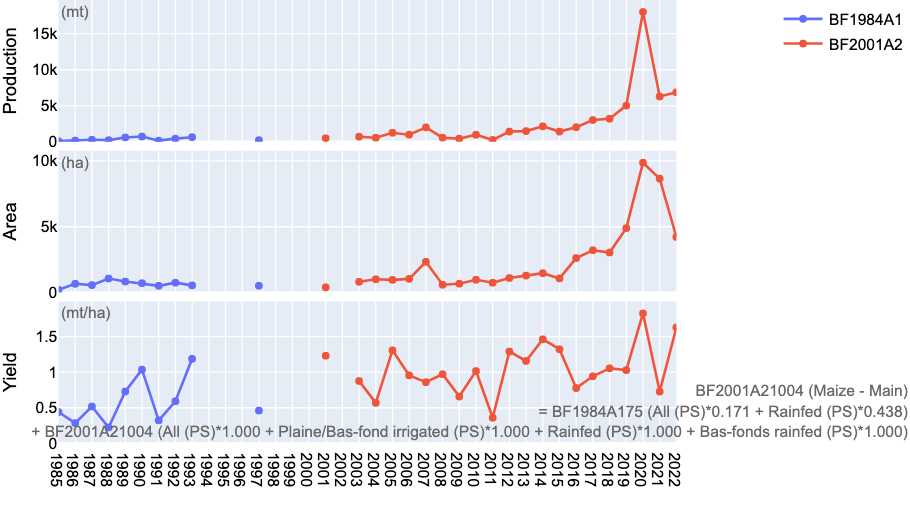 (mt)
Production
15k
10k
5k
0
BF1984A1
BF2001A2
(ha)
Area
10k
5k
0
(mt/ha)
Yield
1.5
1
0.5
0
BF2001A21004 (Maize - Main)
= BF1984A175 (All (PS)*0.171 + Rainfed (PS)*0.438)
+ BF2001A21004 (All (PS)*1.000 + Plaine/Bas-fond irrigated (PS)*1.000 + Rainfed (PS)*1.000 + Bas-fonds rainfed (PS)*1.000)
1985
1986
1987
1988
1989
1990
1991
1992
1993
1994
1995
1996
1997
1998
1999
2000
2001
2002
2003
2004
2005
2006
2007
2008
2009
2010
2011
2012
2013
2014
2015
2016
2017
2018
2019
2020
2021
2022